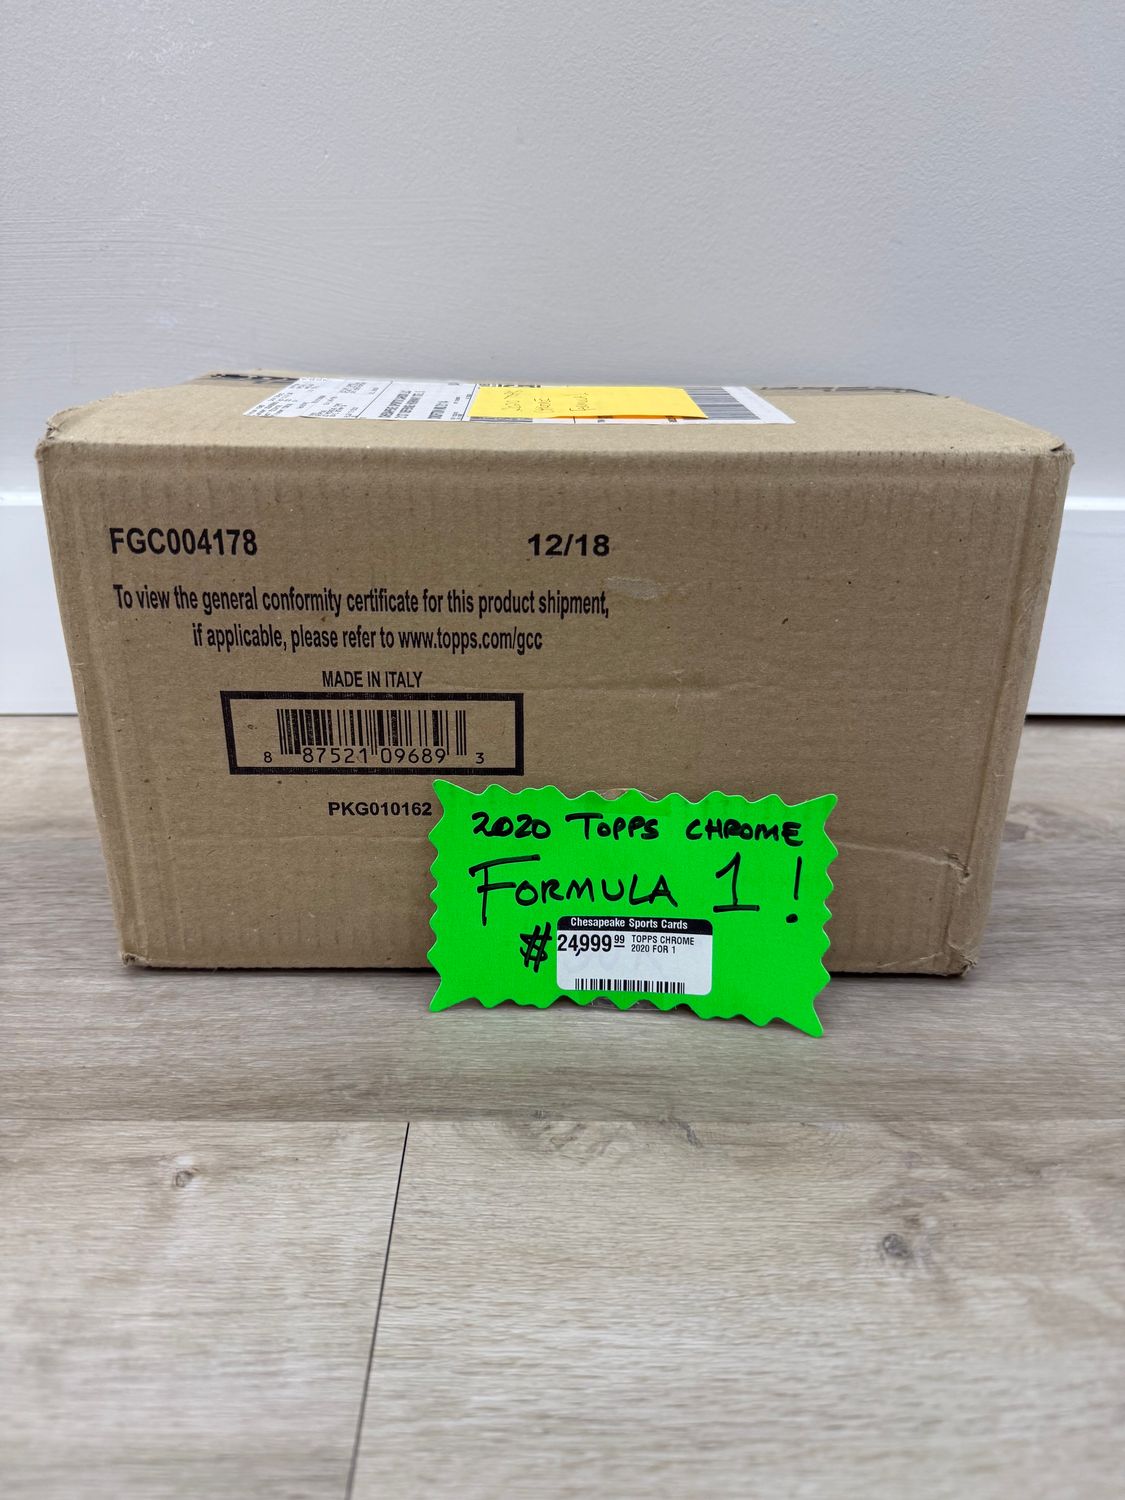 FGC004178 12/18
To view the general conformity certificate for this product shipment,
if applicable, please refer to www.topps.com/gcc
MADE IN ITALY
8 87521 09689 3
PKG010162
2020 TOPPS CHROME
FORMULA 1!
#
Chesapeake Sports Cards
24,999.99 TOPPS CHROME
2020 FOR 1